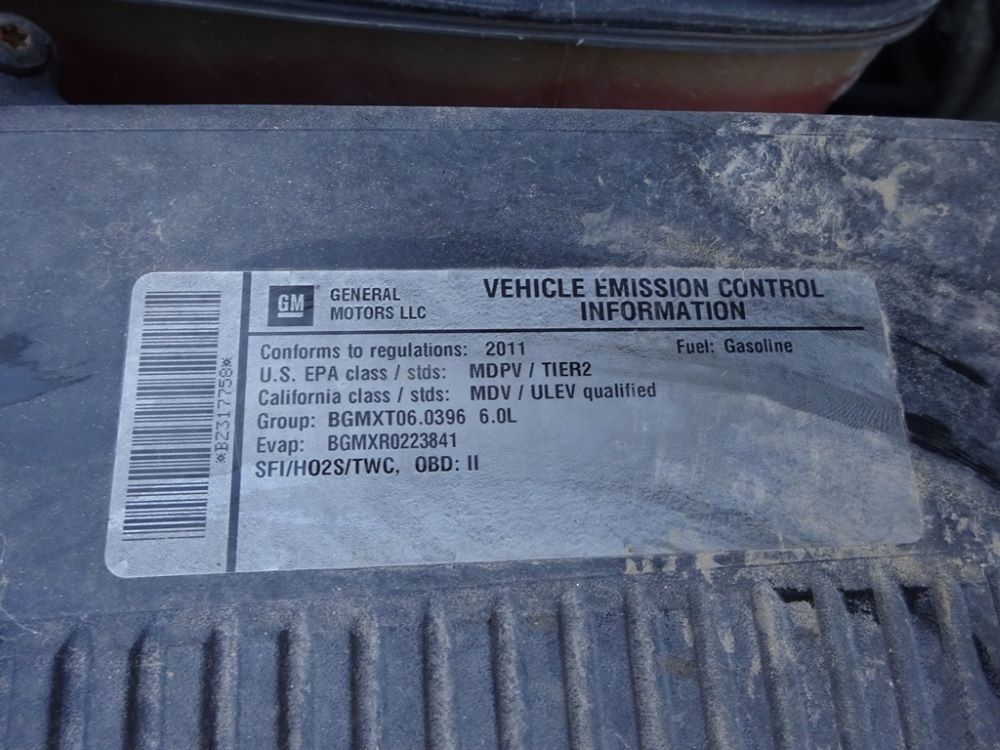 GM GENERAL MOTORS LLC
VEHICLE EMISSION CONTROL
INFORMATION
Conforms to regulations: 2011 Fuel: Gasoline
U.S. EPA class / stds: MDPV / TIER2
California class / stds: MDV / ULEV qualified
Group: BGMXT06.0396 6.0L
Evap: BGMXR0223841
SFI/HO2S/TWC, OBD: II
*BZ317758*